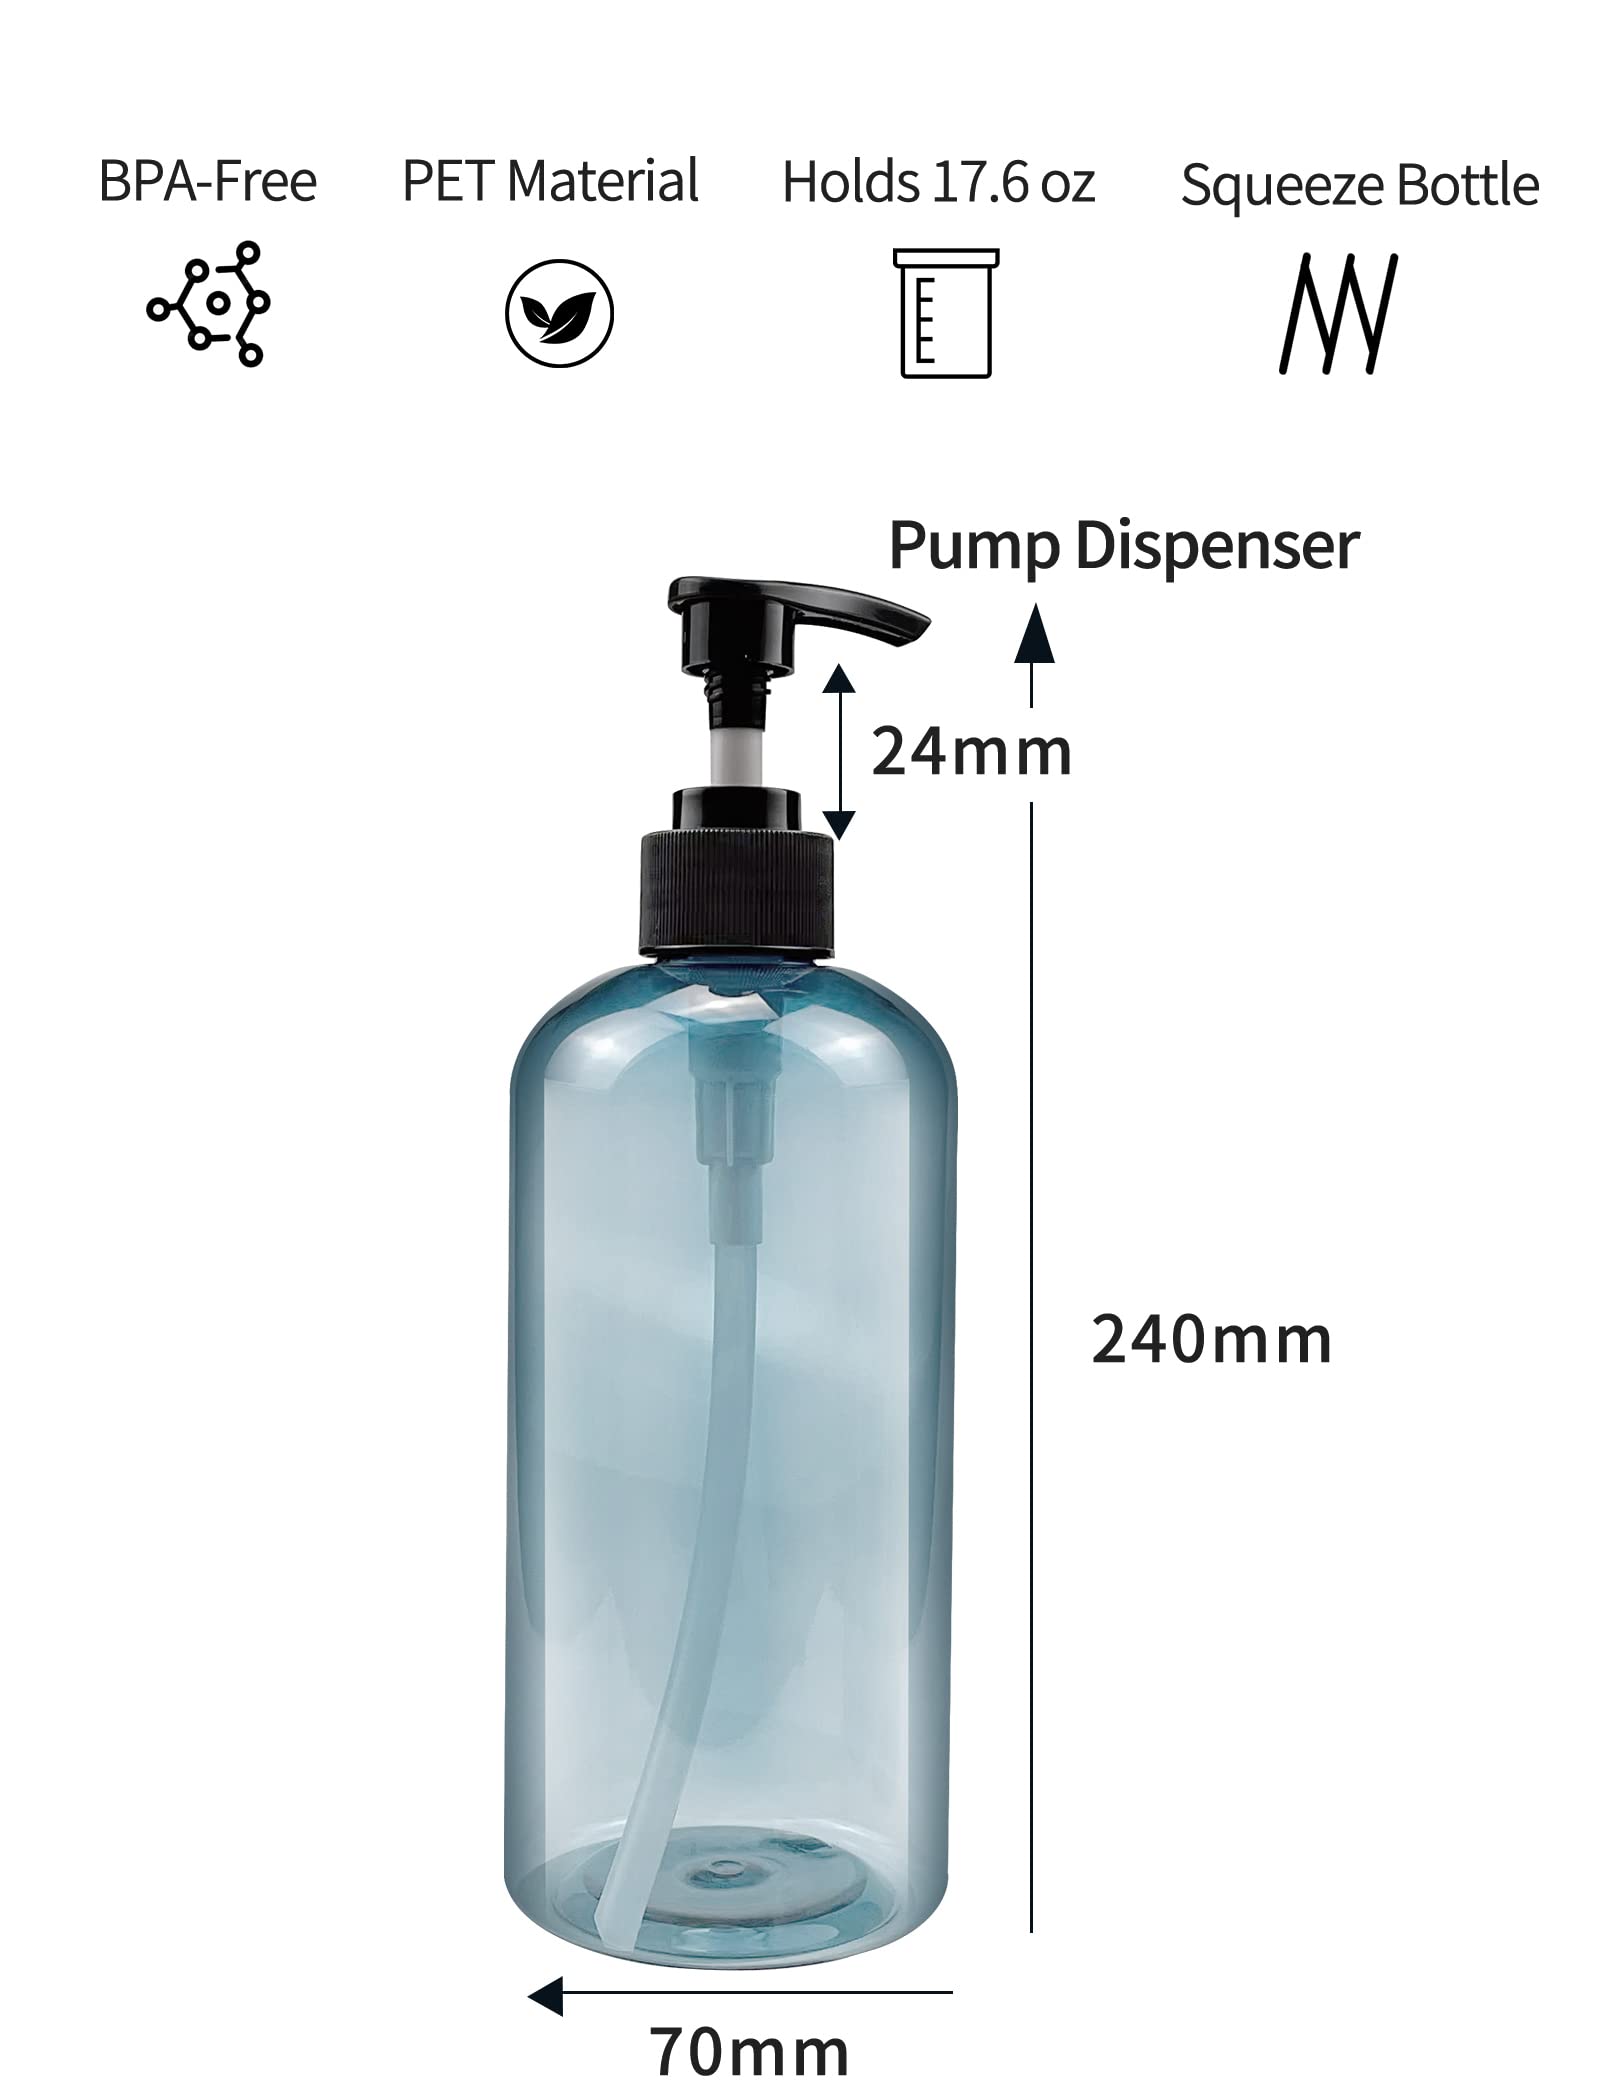 BPA-Free
PET Material
Holds 17.6 oz
Squeeze Bottle
Pump Dispenser
24mm
240mm
70mm